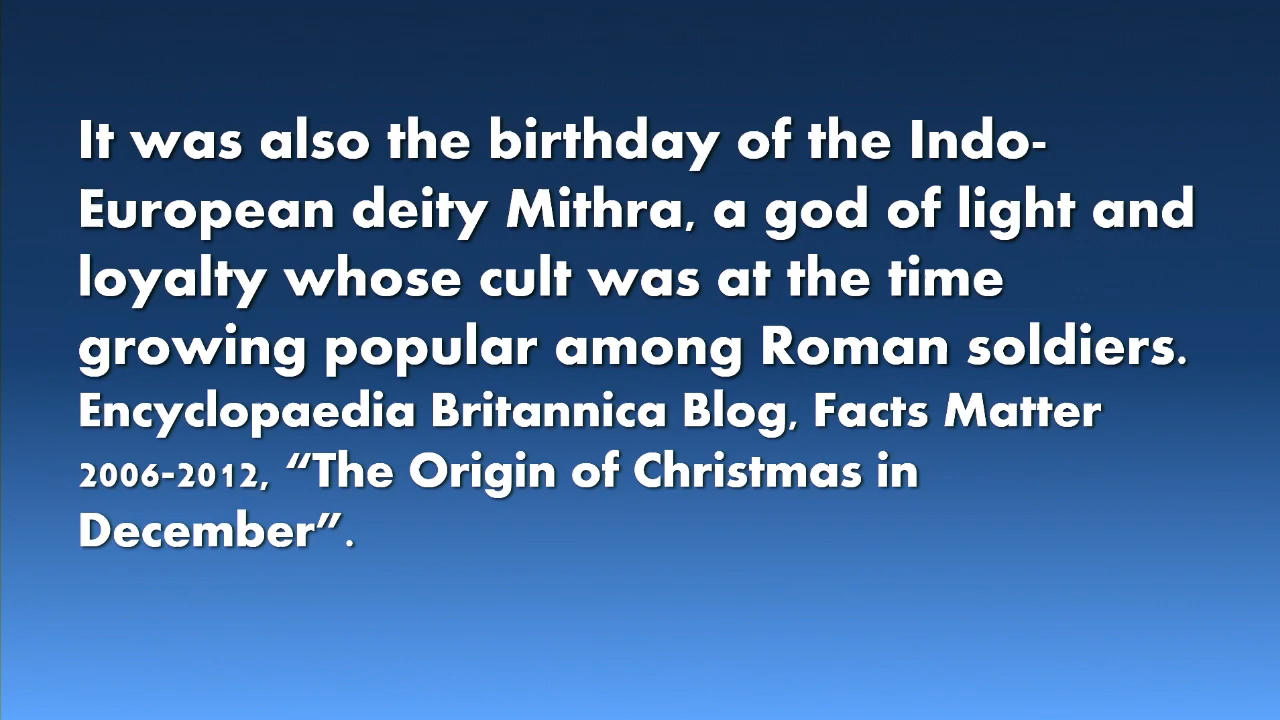 It was also the birthday of the Indo-
European deity Mithra, a god of light and
loyalty whose cult was at the time
growing popular among Roman soldiers.
Encyclopaedia Britannica Blog, Facts Matter
2006-2012, “The Origin of Christmas in
December”.